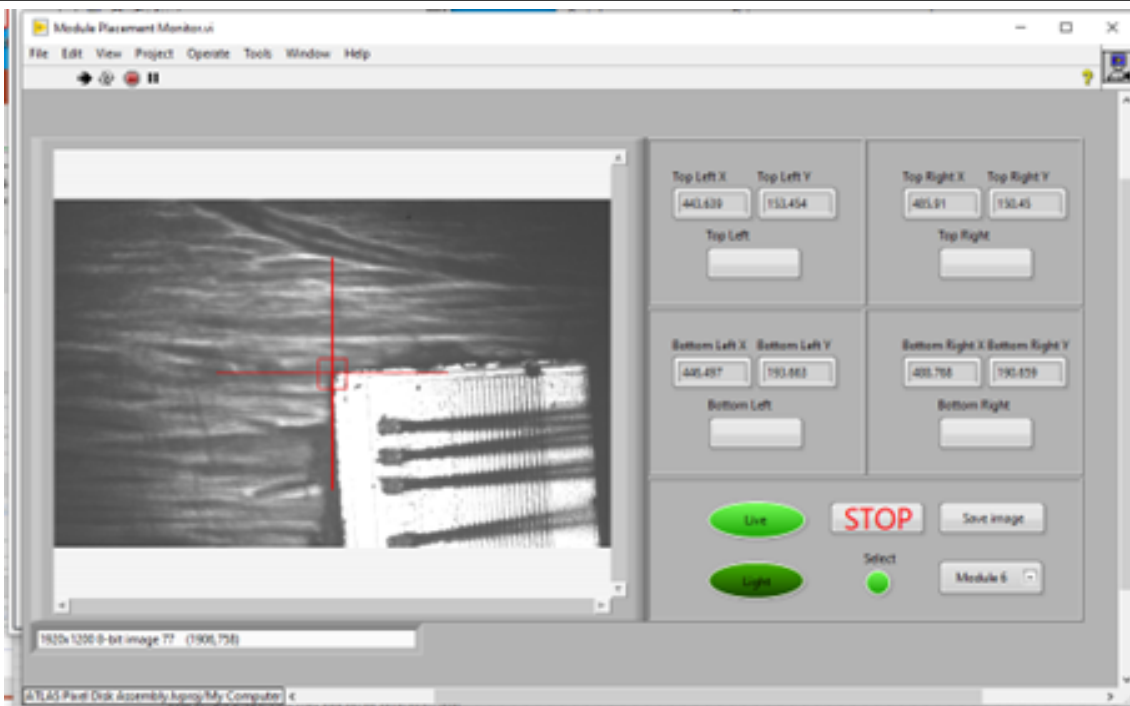 Module Placement Monitor.vi
File Edit View Project Operate Tools Window Help
Top Left X Top Left Y
443.639 153.454
Top Left
Top Right X Top Right Y
485.91 150.45
Top Right
Bottom Left X Bottom Left Y
446.497 193.663
Bottom Left
Bottom Right X Bottom Right Y
488.768 190.659
Bottom Right
Live
STOP
Save image
Light
Select
Module 6
1920x1200 8-bit image 77 (1906,758)
ATLAS Pixel Disk Assembly.lvproj/My Computer